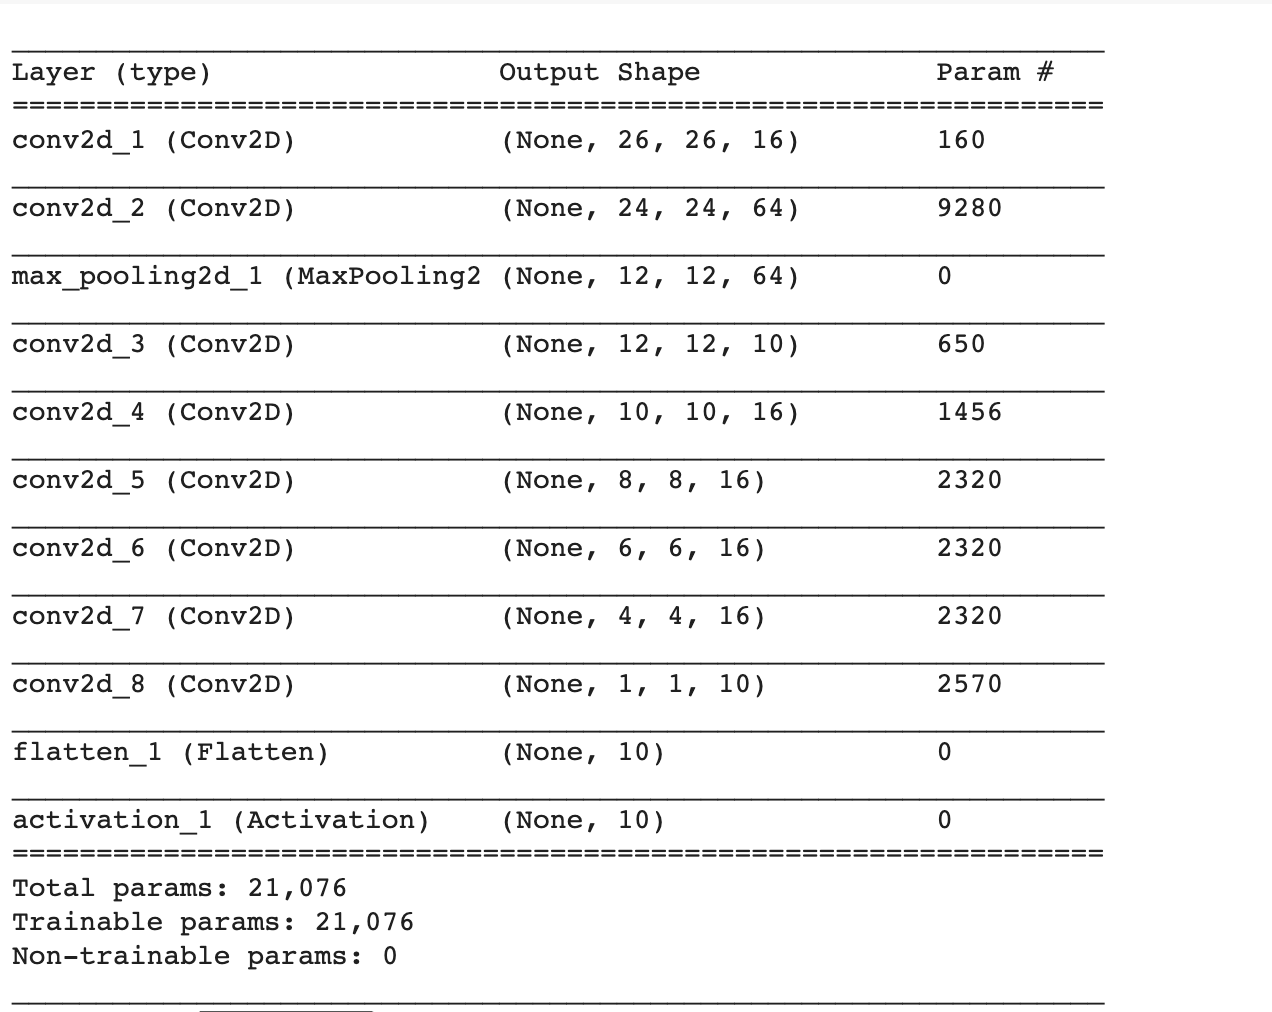 Layer (type) Output Shape Param #
=================================================================
conv2d_1 (Conv2D) (None, 26, 26, 16) 160
conv2d_2 (Conv2D) (None, 24, 24, 64) 9280
max_pooling2d_1 (MaxPooling2 (None, 12, 12, 64) 0
conv2d_3 (Conv2D) (None, 12, 12, 10) 650
conv2d_4 (Conv2D) (None, 10, 10, 16) 1456
conv2d_5 (Conv2D) (None, 8, 8, 16) 2320
conv2d_6 (Conv2D) (None, 6, 6, 16) 2320
conv2d_7 (Conv2D) (None, 4, 4, 16) 2320
conv2d_8 (Conv2D) (None, 1, 1, 10) 2570
flatten_1 (Flatten) (None, 10) 0
activation_1 (Activation) (None, 10) 0
=================================================================
Total params: 21,076
Trainable params: 21,076
Non-trainable params: 0